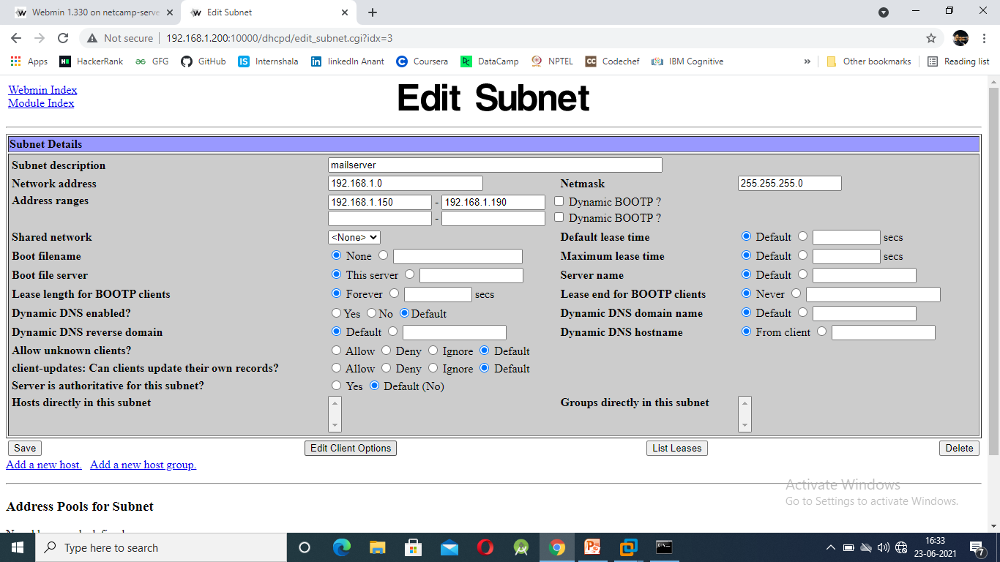 Webmin 1.330 on netcamp-serve
Edit Subnet
Not secure
192.168.1.200:10000/dhcpd/edit_subnet.cgi?idx=3
Apps HackerRank GFG GitHub Internshala linkedIn Anant Coursera DataCamp NPTEL Codechef IBM Cognitive » Other bookmarks Reading list
Webmin Index
Module Index
Edit Subnet
Subnet Details
Subnet description mailserver
Network address 192.168.1.0 Netmask 255.255.255.0
Address ranges 192.168.1.150 - 192.168.1.190 Dynamic BOOTP ?
- Dynamic BOOTP ?
Shared network <None> Default lease time Default secs
Boot filename None Maximum lease time Default secs
Boot file server This server Server name Default
Lease length for BOOTP clients Forever secs Lease end for BOOTP clients Never
Dynamic DNS enabled? Yes No Default Dynamic DNS domain name Default
Dynamic DNS reverse domain Default Dynamic DNS hostname From client
Allow unknown clients? Allow Deny Ignore Default
client-updates: Can clients update their own records? Allow Deny Ignore Default
Server is authoritative for this subnet? Yes Default (No)
Hosts directly in this subnet Groups directly in this subnet
Save Edit Client Options List Leases Delete
Add a new host. Add a new host group.
Activate Windows
Go to Settings to activate Windows.
Address Pools for Subnet
Type here to search
16:33
23-06-2021
7